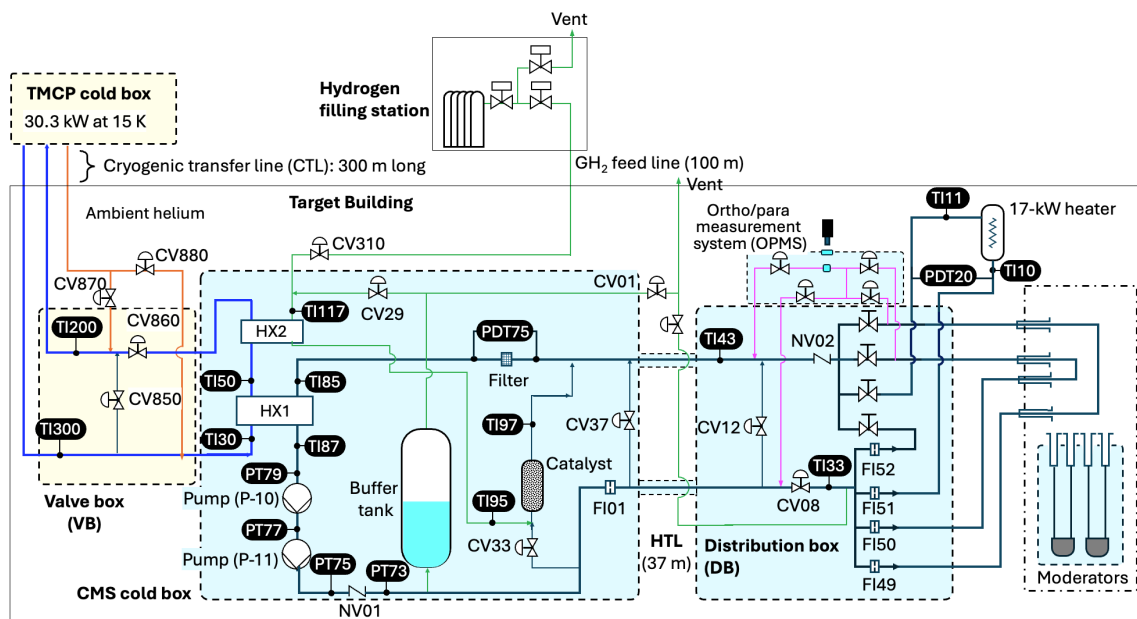 Vent
Hydrogen
filling station
TMCP cold box
30.3 kW at 15 K
Cryogenic transfer line (CTL): 300 m long
GH₂ feed line (100 m)
Vent
Ambient helium
Target Building
Ortho/para
measurement
system (OPMS)
TI11
17-kW heater
CV310
CV880
CV870
CV01
PDT20
TI10
CV29
TI117
TI200
CV860
HX2
PDT75
TI43
NV02
Filter
TI50
TI85
CV850
HX1
TI97
CV37
CV12
TI30
TI87
TI300
FI52
PT79
Catalyst
TI33
Pump (P-10)
Buffer
tank
FI51
Valve box
(VB)
TI95
FI01
CV08
PT77
FI50
CV33
HTL
(37 m)
Distribution box
(DB)
Pump (P-11)
PT75
PT73
FI49
Moderators
CMS cold box
NV01